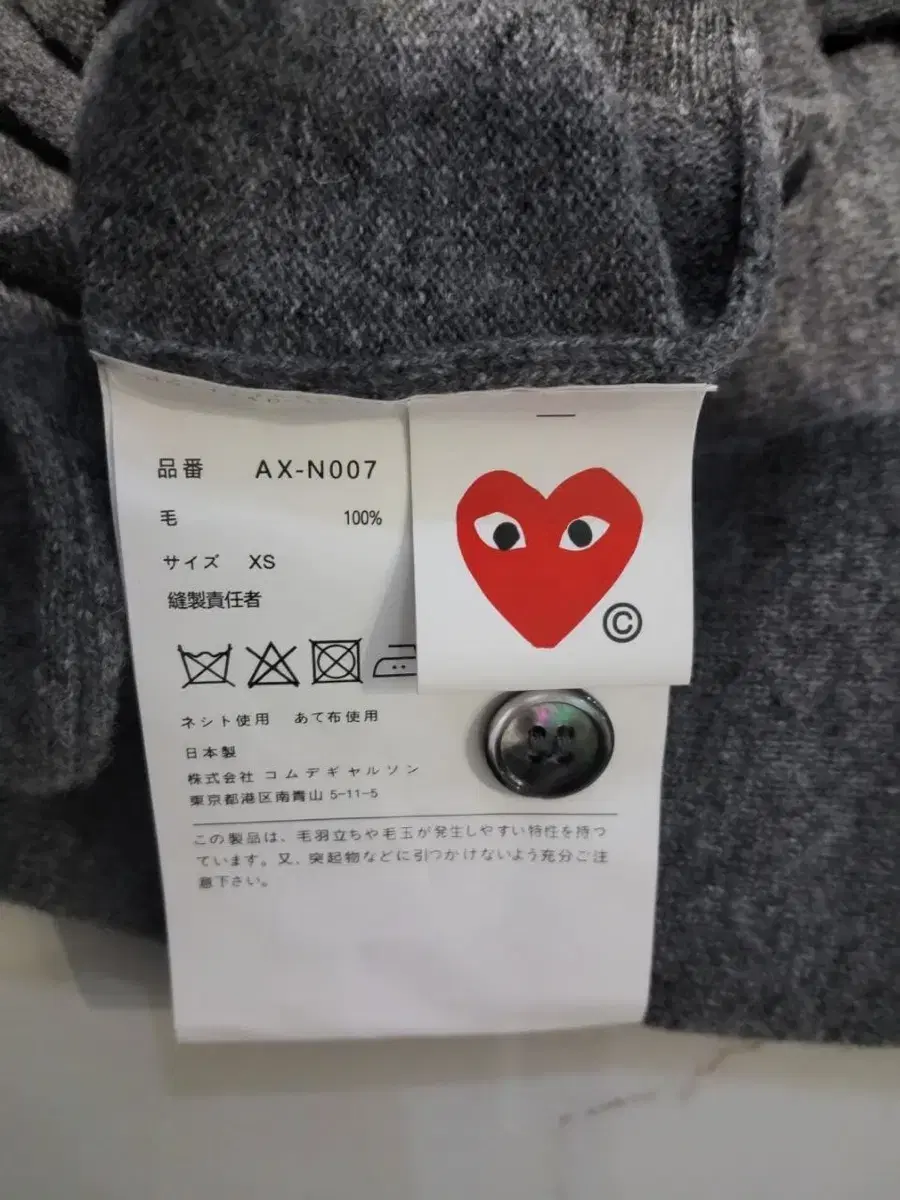 品番 AX-N007
毛 100%
サイズ XS
縫製責任者
ネシト使用 あて布使用
日本製
株式会社 コムデギヤルソン
東京都港区南青山 5-11-5
この製品は、毛羽立ちや毛玉が発生しやすい特性を持つ
ています。又、突起物などに引つかけないよう充分ご注
意下さい。
©